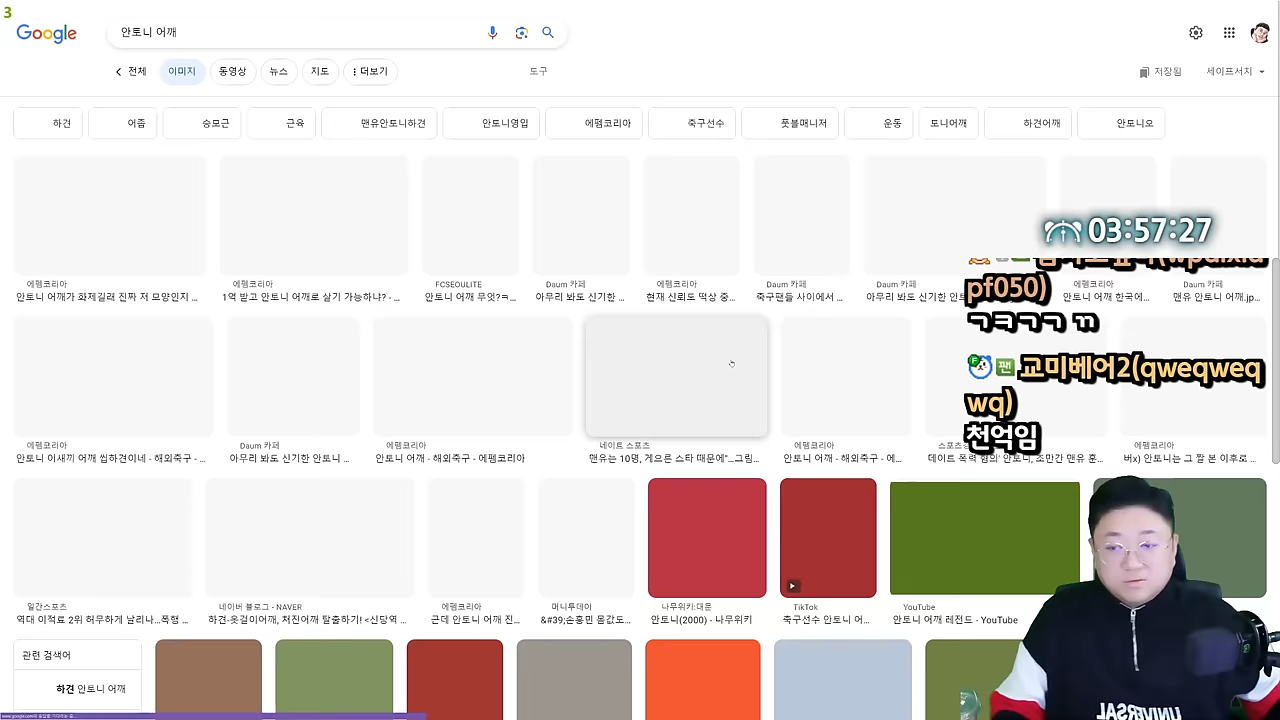 3
Google
안토니 어깨
전체
이미지
동영상
뉴스
지도
더보기
도구
저장됨
세이프서치
하견
어좁
승모근
근육
맨유안토니하견
안토니영입
에펨코리아
축구선수
풋볼매니저
운동
토니어깨
하견어깨
안토니오
03:57:27
pf050)
ㄱㅋㄱㄱ ㄲ
팬 교미베어2(qweqweq
wq)
천억임
에펨코리아
안토니 어깨가 화제길래 진짜 저 모양인지 ...
에펨코리아
1억 받고 안토니 어깨로 살기 가능하냐? - ...
FCSEOULITE
안토니 어깨 무엇?ㅋ...
Daum 카페
아무리 봐도 신기한 ...
에펨코리아
현재 신뢰도 떡상 중...
Daum 카페
축구팬들 사이에서 ...
Daum 카페
아무리 봐도 신기한 안
에펨코리아
안토니 어깨 한국에...
Daum 카페
맨유 안토니 어깨.jp...
에펨코리아
안토니 이새끼 어깨 씹하견이네 - 해외축구 - ...
Daum 카페
아무리 봐도
안토니 ...
에펨코리아
안토니 어깨 - 해외축구 - 에펨코리아
네이트 스포츠
맨유는 10명, 게으른 스타 때문에"...그림...
에펨코리아
안토니 어깨 - 해외축구 - 에...
데이트 폭력 혐의' 안토니, 조만간 맨유 훈...
에펨코리아
버x) 안토니는 그 짤 본 이후로 ...
일간스포츠
역대 이적료 2위 허무하게 날리나...폭행 ...
네이버 블로그 - NAVER
하견-옷걸이어깨, 처진어깨 탈출하기! <신당역 ...
에펨코리아
근데 안토니 어깨 진...
머니투데이
&#39;손흥민 몸값도...
나무위키:대문
안토니(2000) - 나무위키
TikTok
축구선수 안토니 어...
YouTube
안토니 어깨 레전드 - YouTube
관련 검색어
하견 안토니 어깨
UNIVERSAL